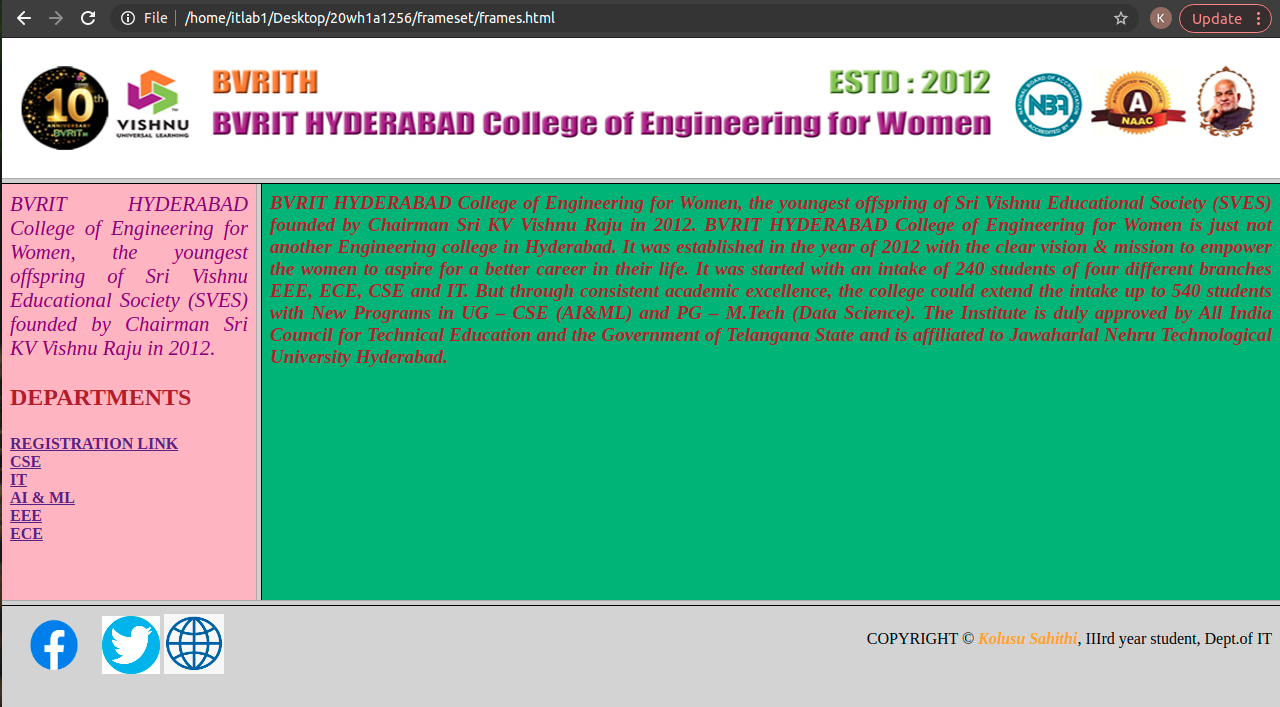 File
/home/itlab1/Desktop/20wh1a1256/frameset/frames.html
K
Update
10th
ANNIVERSARY
BVRITH
VISHNU
UNIVERSAL LEARNING
BVRITH
ESTD : 2012
BVRIT HYDERABAD College of Engineering for Women
NATIONAL BOARD OF ACCREDITATION
NBA
ACCREDITED BY
ACCREDITED WITH GRADE
A
NAAC
BVRIT HYDERABAD
College of Engineering for
Women, the youngest
offspring of Sri Vishnu
Educational Society (SVES)
founded by Chairman Sri
KV Vishnu Raju in 2012.
DEPARTMENTS
REGISTRATION LINK
CSE
IT
AI & ML
EEE
ECE
BVRIT HYDERABAD College of Engineering for Women, the youngest offspring of Sri Vishnu Educational Society (SVES)
founded by Chairman Sri KV Vishnu Raju in 2012. BVRIT HYDERABAD College of Engineering for Women is just not
another Engineering college in Hyderabad. It was established in the year of 2012 with the clear vision & mission to empower
the women to aspire for a better career in their life. It was started with an intake of 240 students of four different branches
EEE, ECE, CSE and IT. But through consistent academic excellence, the college could extend the intake up to 540 students
with New Programs in UG – CSE (AI&ML) and PG – M.Tech (Data Science). The Institute is duly approved by All India
Council for Technical Education and the Government of Telangana State and is affiliated to Jawaharlal Nehru Technological
University Hyderabad.
COPYRIGHT © Kolusu Sahithi, IIIrd year student, Dept.of IT